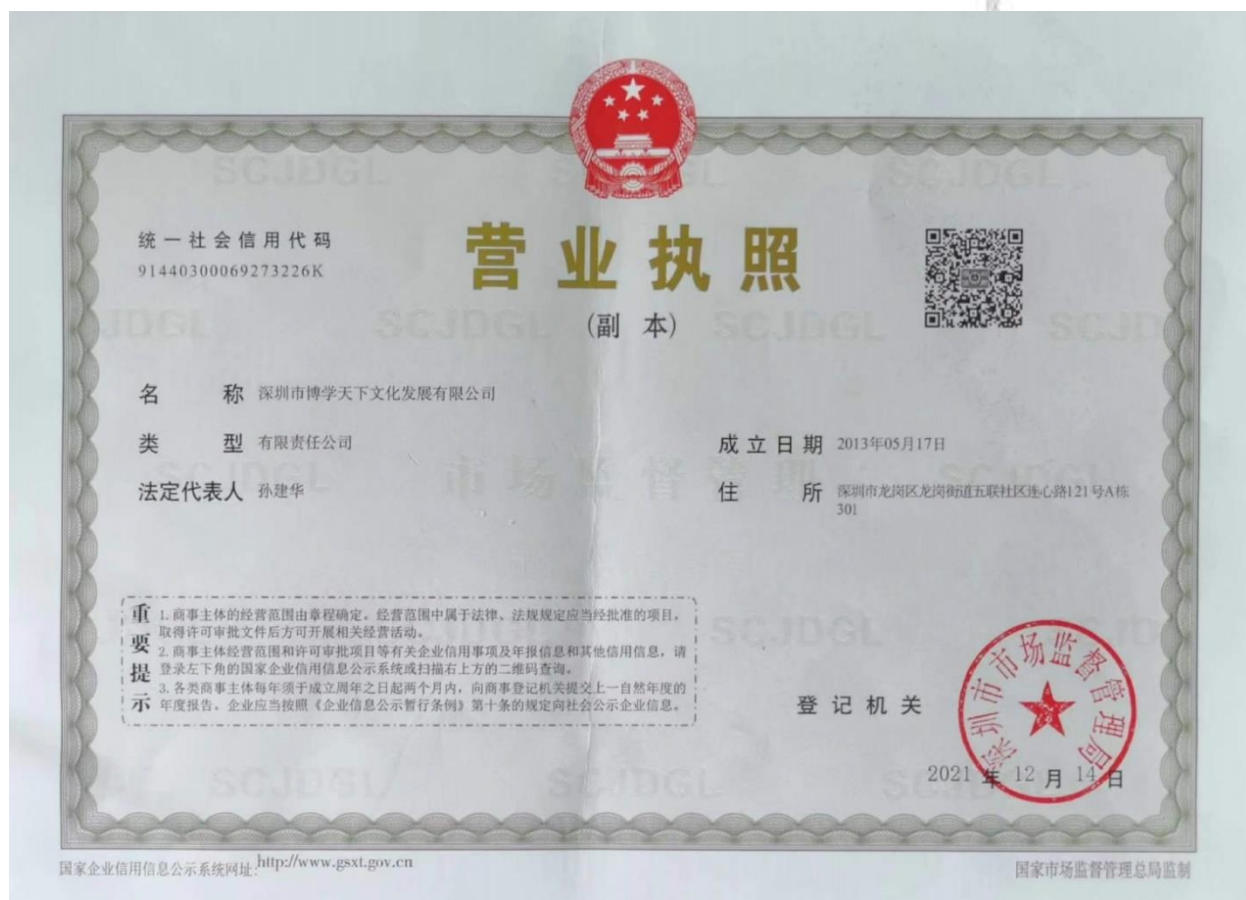 统一社会信用代码
91440300069273226K
营业执照
(副 本)
名 称 深圳市博学天下文化发展有限公司
类 型 有限责任公司
法定代表人 孙建华
成立日期 2013年05月17日
住 所 深圳市龙岗区龙岗街道五联社区连心路121号A栋
301
重要提示
1. 商事主体的经营范围由章程确定。经营范围中属于法律、法规规定应当经批准的项目,
取得许可审批文件后方可开展相关经营活动。
2. 商事主体经营范围和许可审批项目等有关企业信用事项及年报信息和其他信用信息,请
登录左下角的国家企业信用信息公示系统或扫描右上方的二维码查询。
3. 各类商事主体每年须于成立周年之日起两个月内,向商事登记机关提交上一自然年度的
年度报告。企业应当按照《企业信息公示暂行条例》第十条的规定向社会公示企业信息。
登记机关
深圳市市场监督管理局
2021 年 12 月 14 日
国家企业信用信息公示系统网址:http://www.gsxt.gov.cn
国家市场监督管理总局监制
SCJDGL
市场监督管理